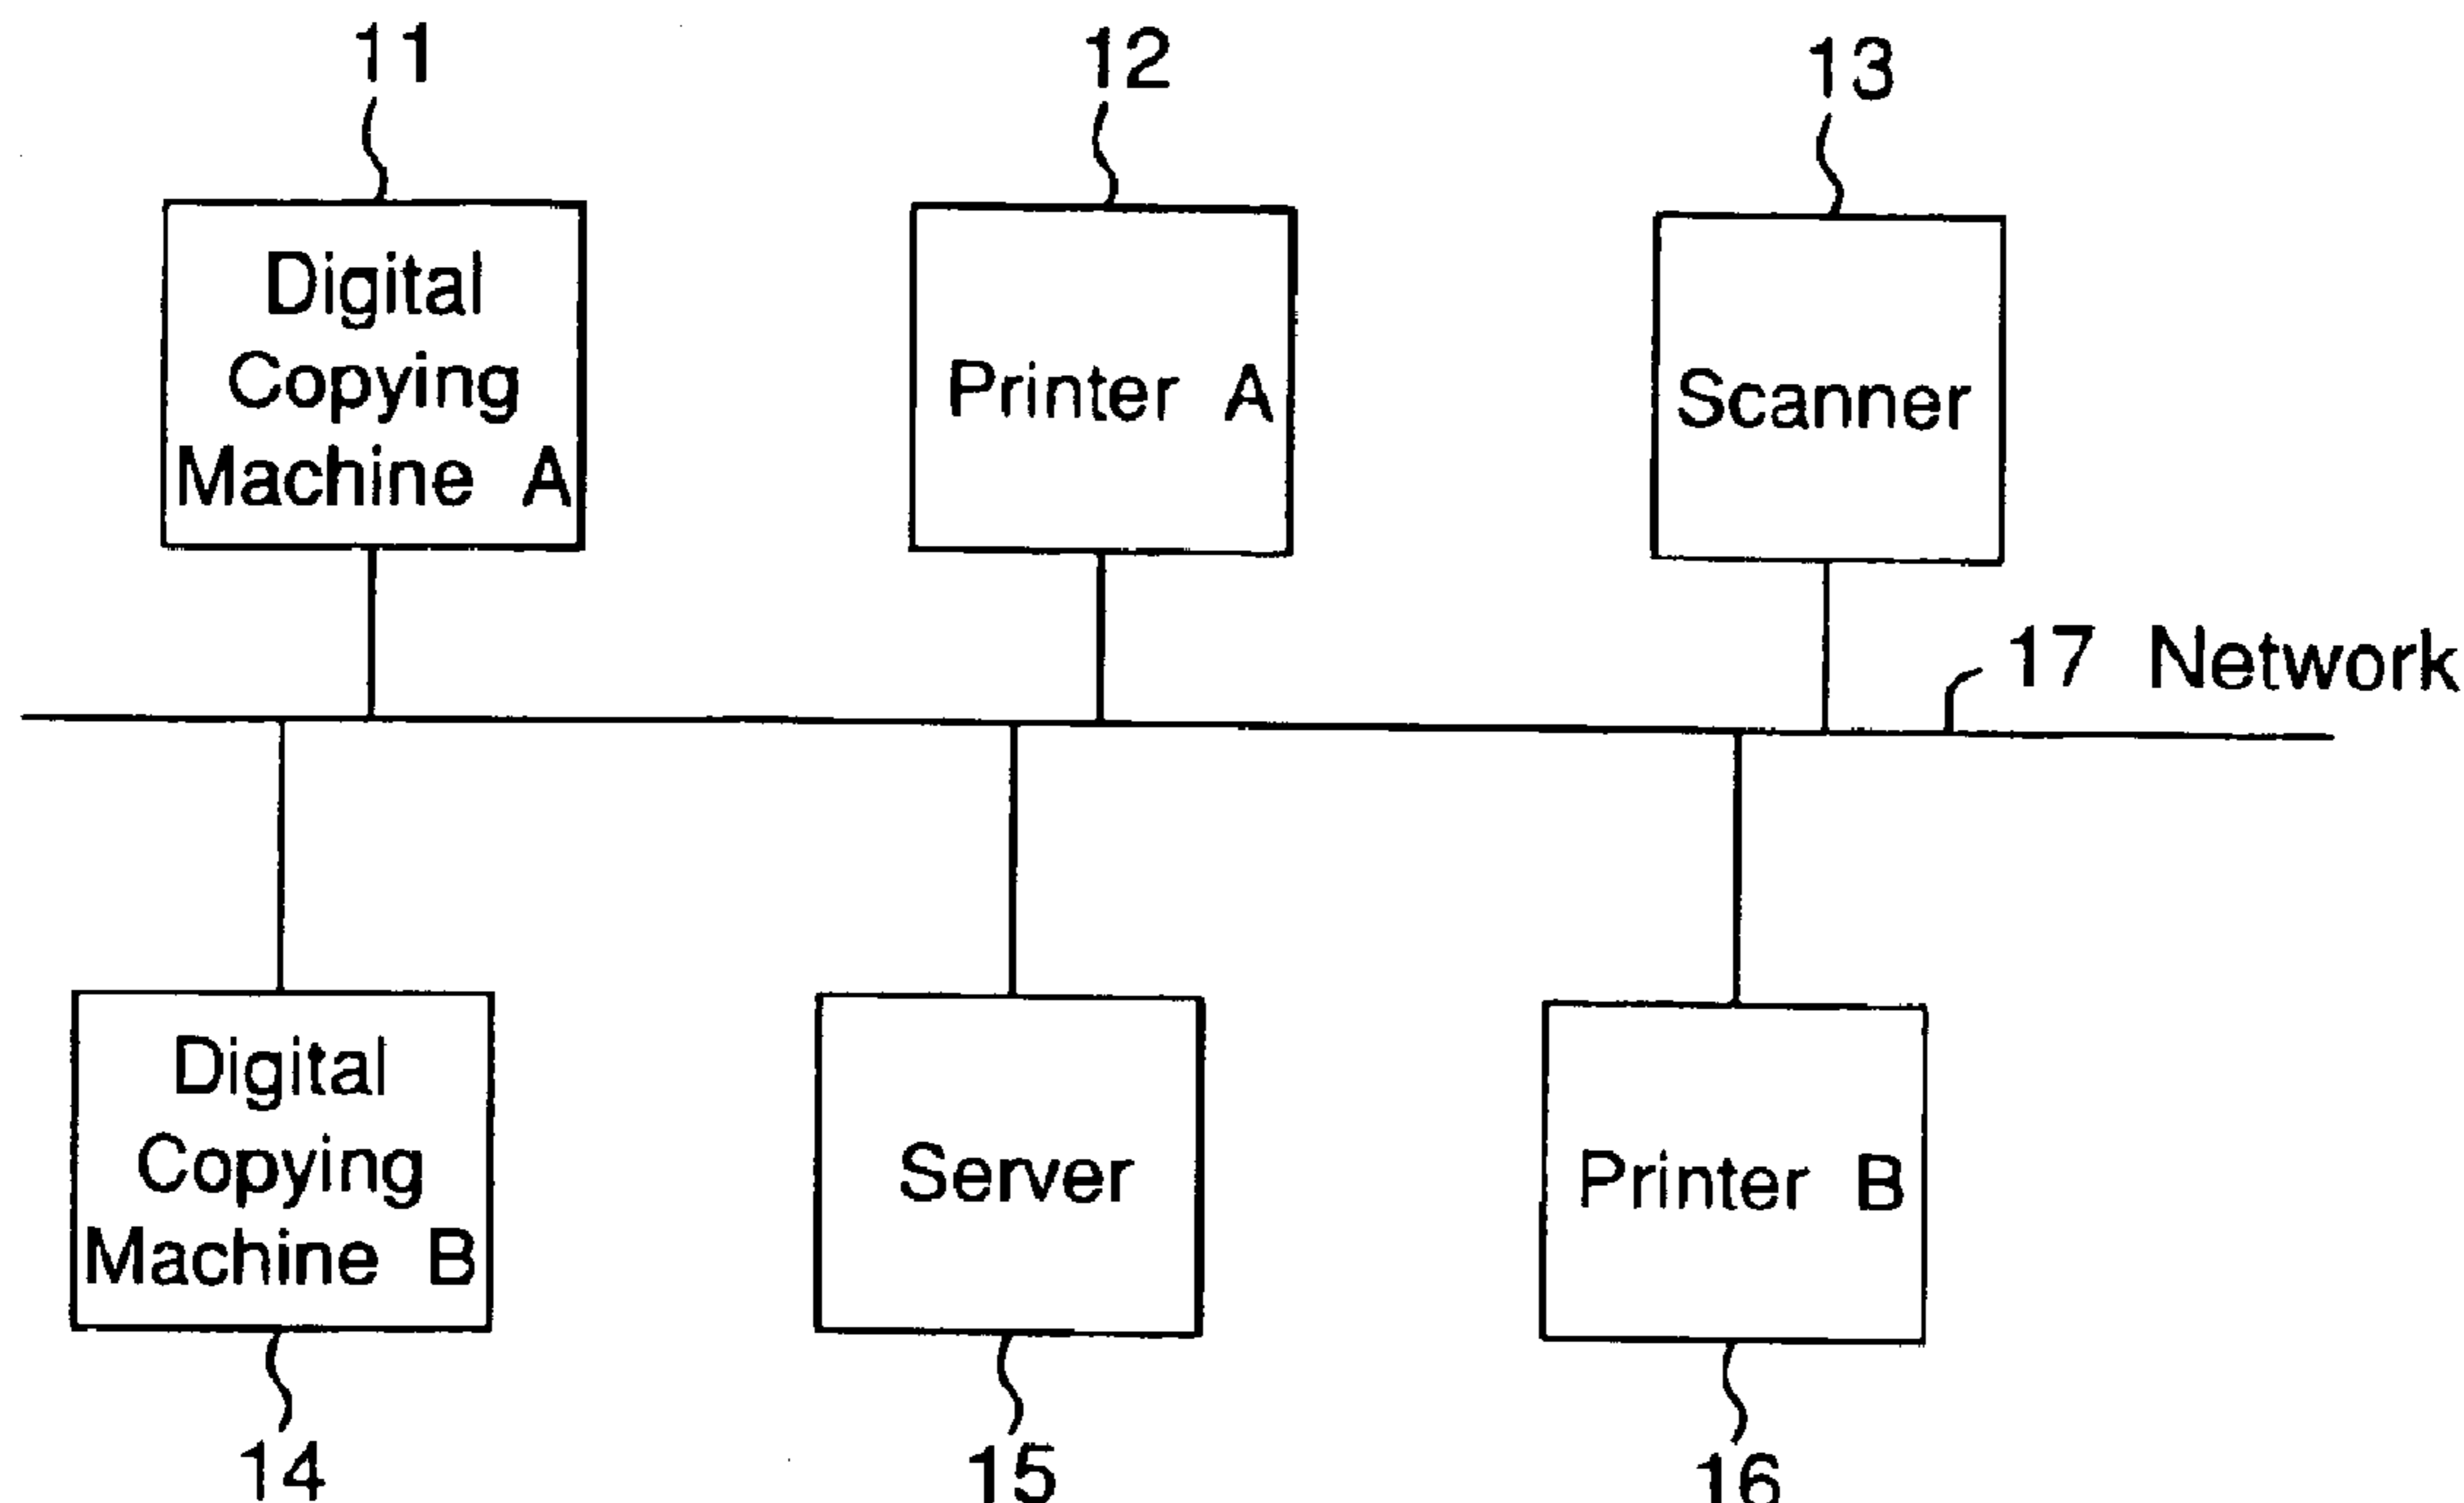 11
12
13
Digital
Copying
Machine A
Printer A
Scanner
17 Network
Digital
Copying
Machine B
Server
Printer B
14
15
16